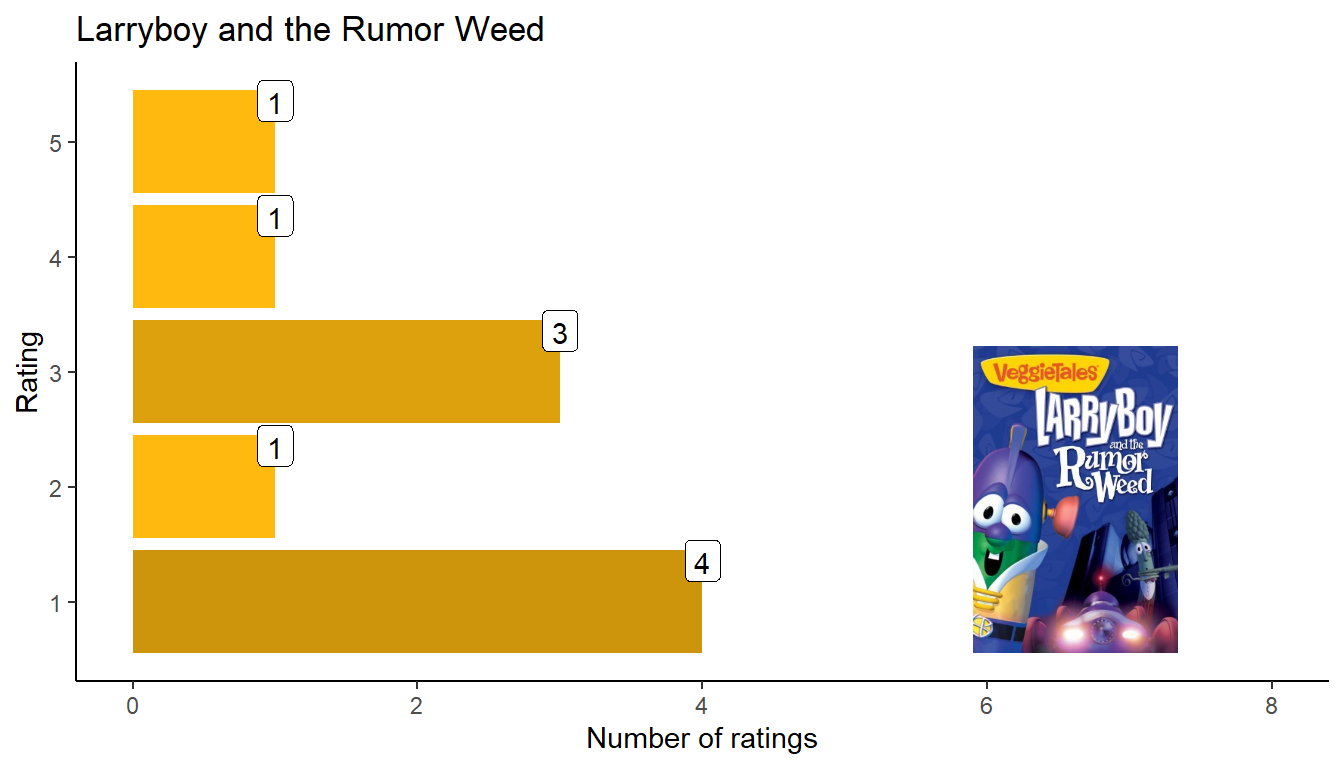 Larryboy and the Rumor Weed
Rating
5
1
4
1
3
3
2
1
1
4
VeggieTales
LARRYBOY
and the
Rumor
Weed
0
2
4
6
8
Number of ratings